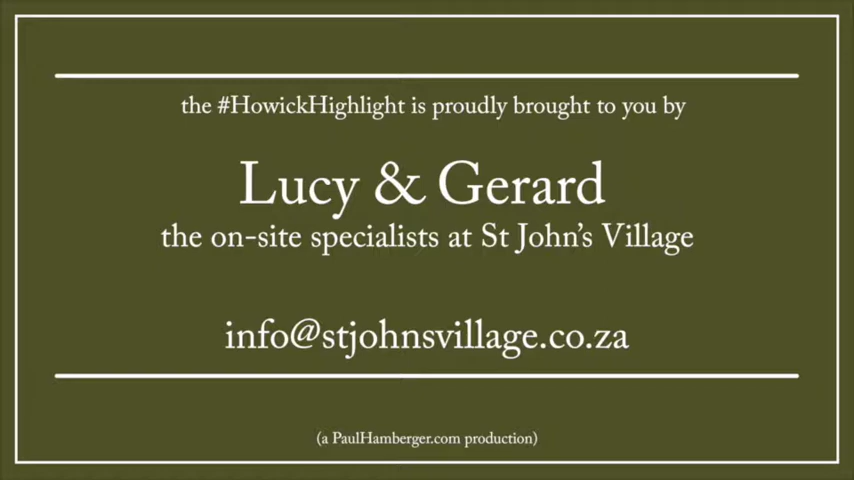 the #HowickHighlight is proudly brought to you by
Lucy & Gerard
the on-site specialists at St John's Village
info@stjohnsvillage.co.za
(a PaulHamberger.com production)